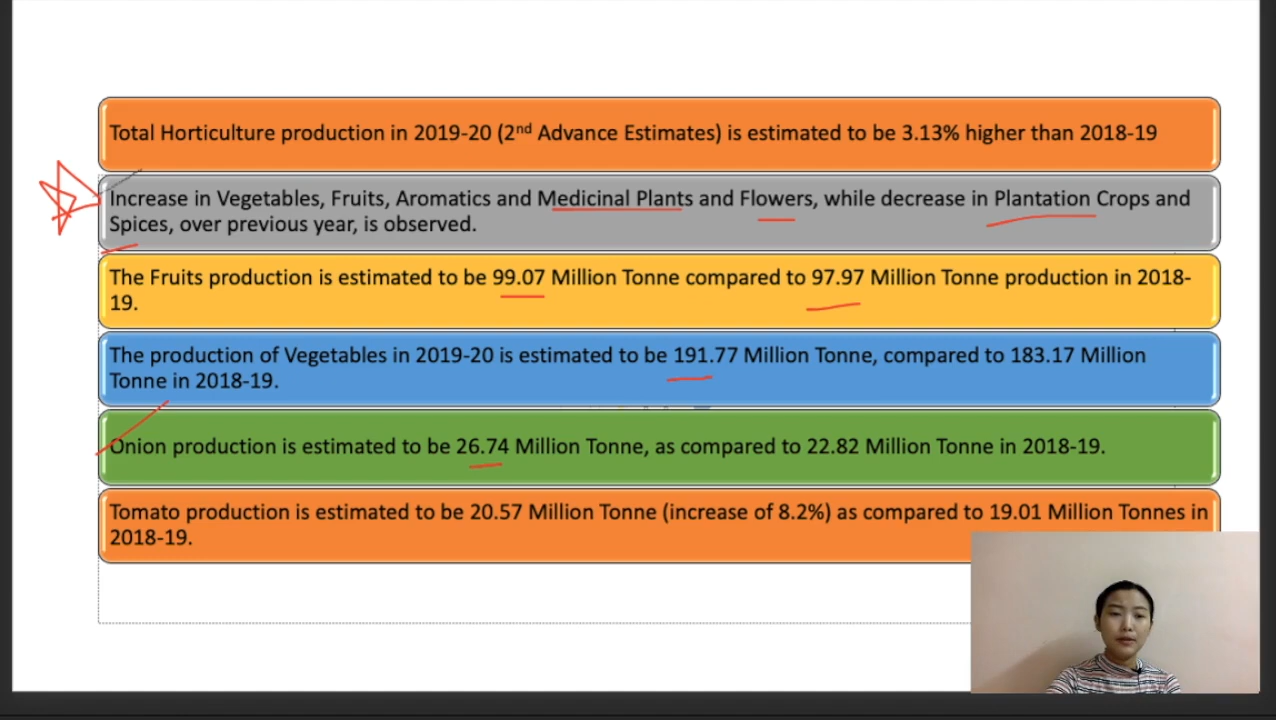 Total Horticulture production in 2019-20 (2nd Advance Estimates) is estimated to be 3.13% higher than 2018-19
Increase in Vegetables, Fruits, Aromatics and Medicinal Plants and Flowers, while decrease in Plantation Crops and
Spices, over previous year, is observed.
The Fruits production is estimated to be 99.07 Million Tonne compared to 97.97 Million Tonne production in 2018-
19.
The production of Vegetables in 2019-20 is estimated to be 191.77 Million Tonne, compared to 183.17 Million
Tonne in 2018-19.
Onion production is estimated to be 26.74 Million Tonne, as compared to 22.82 Million Tonne in 2018-19.
Tomato production is estimated to be 20.57 Million Tonne (increase of 8.2%) as compared to 19.01 Million Tonnes in
2018-19.